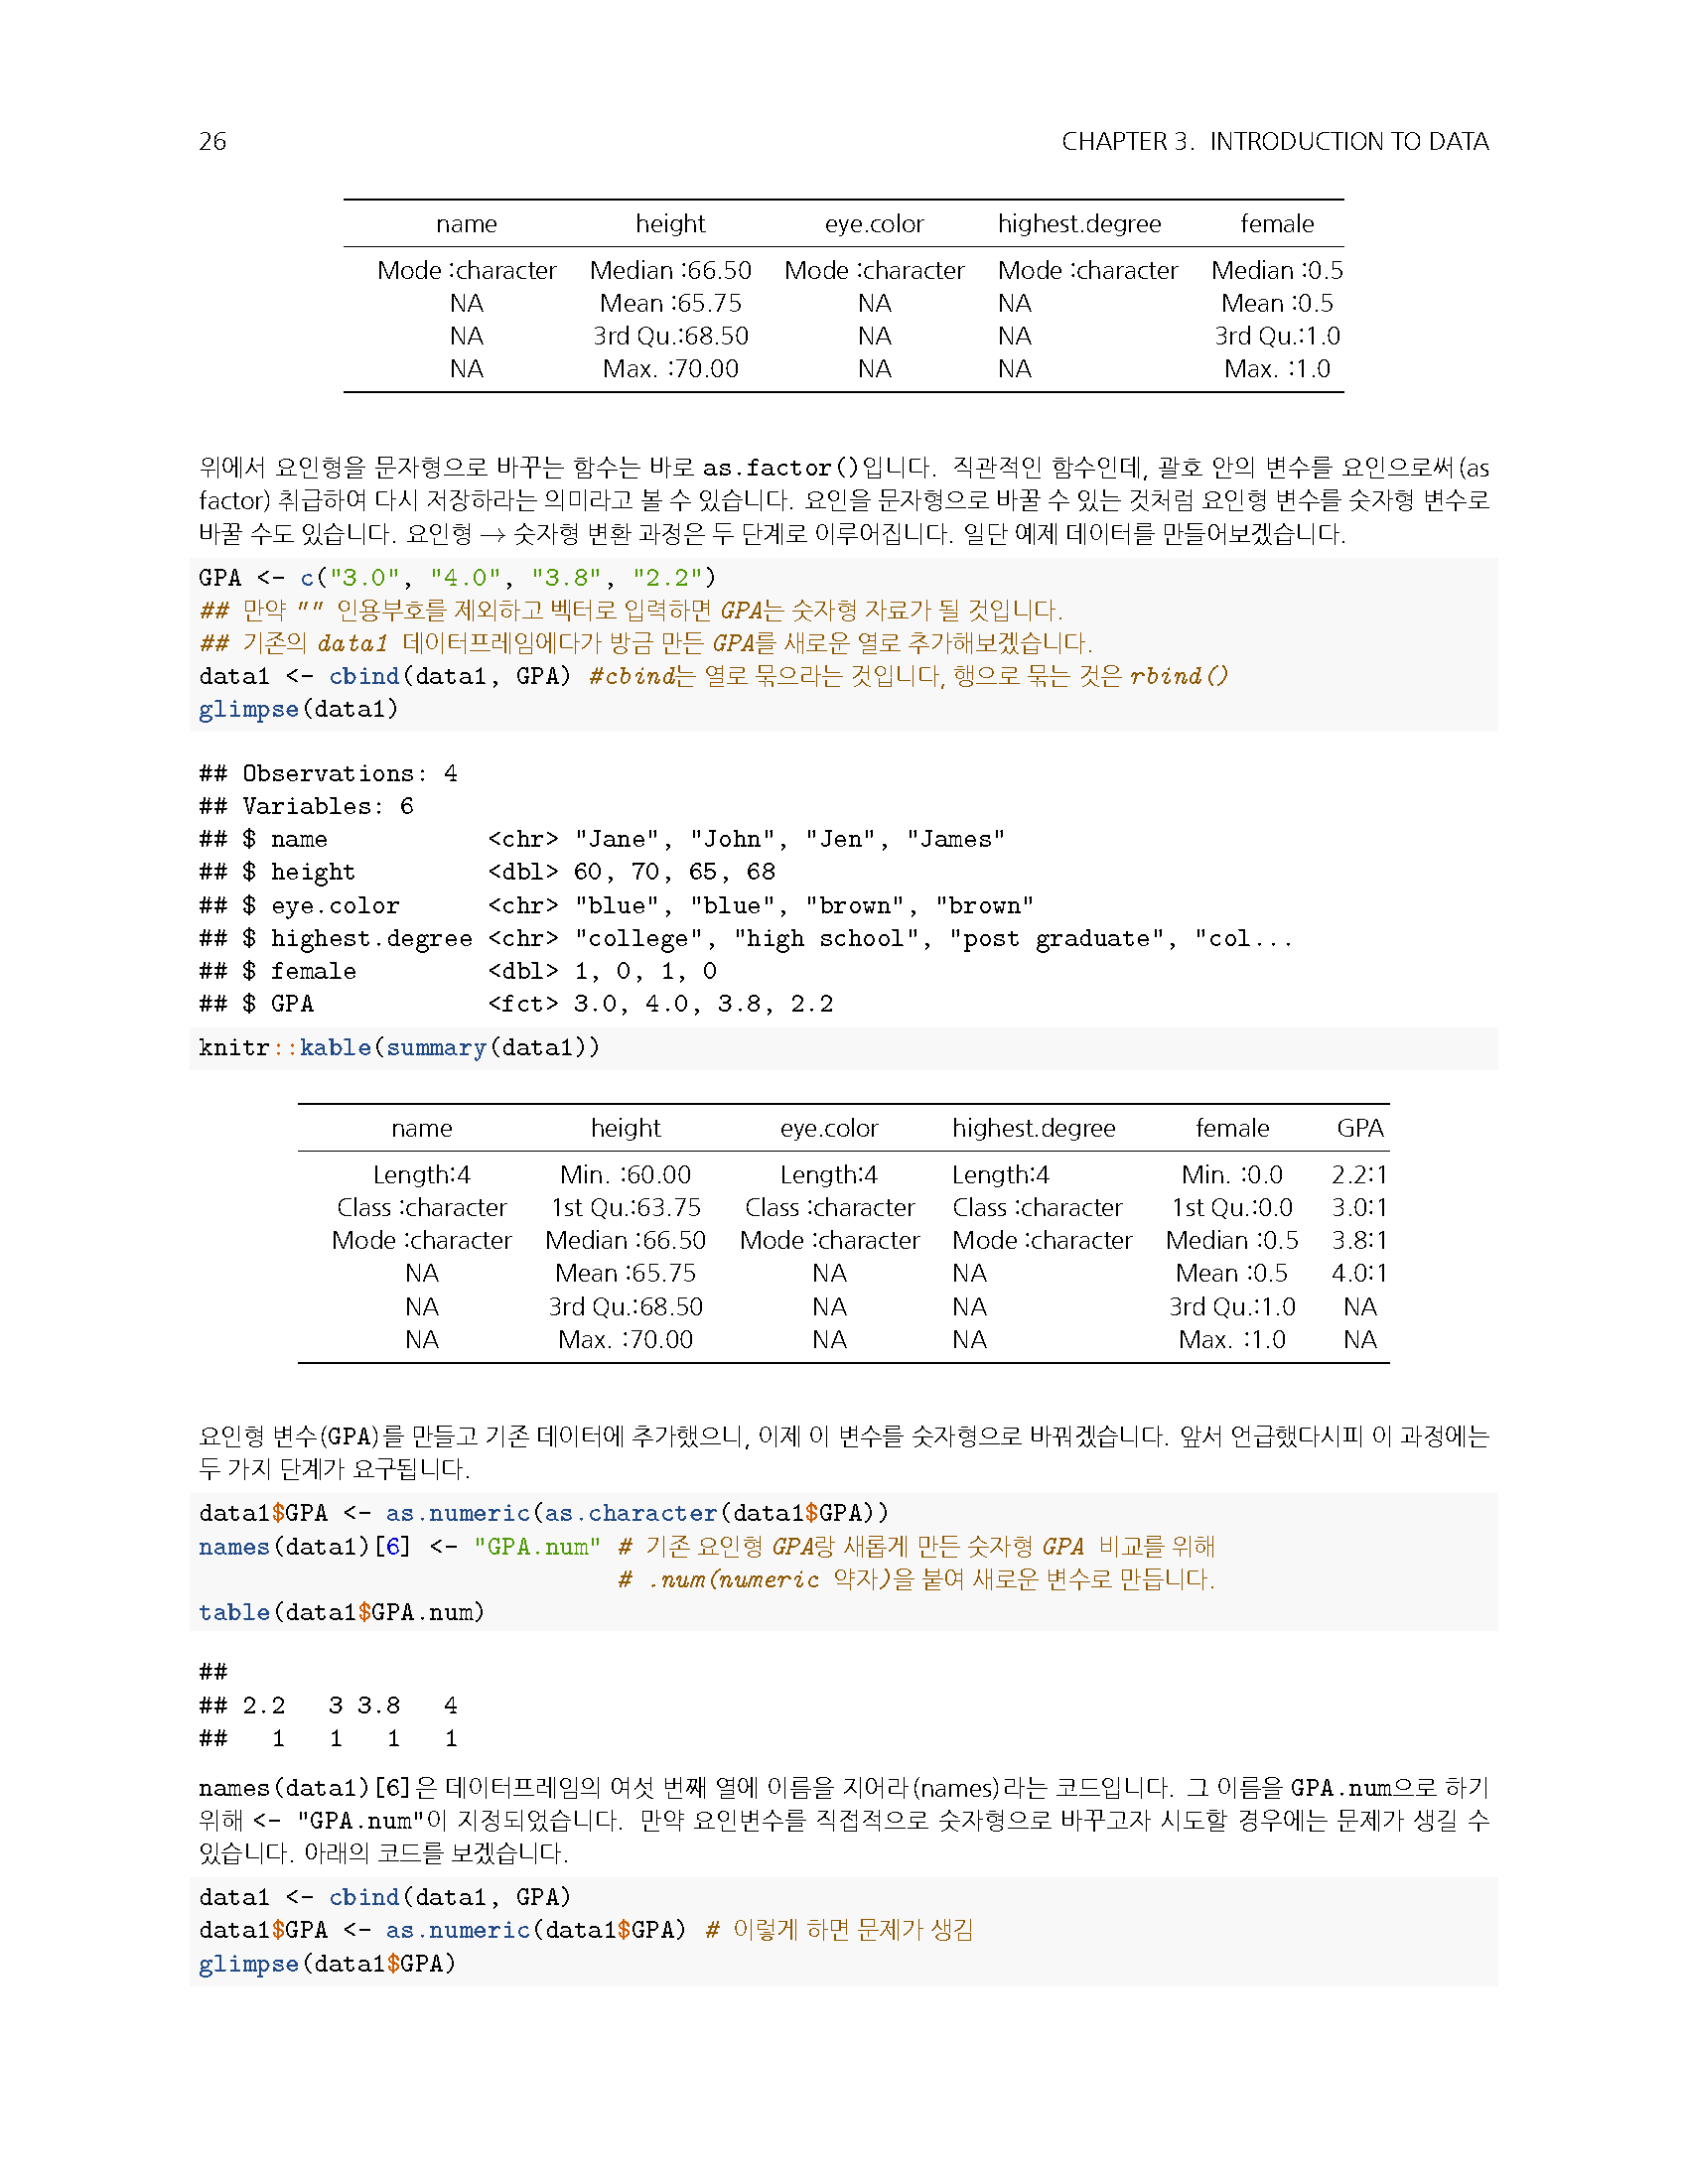 26 CHAPTER 3. INTRODUCTION TO DATA
name height eye.color highest.degree female
Mode :character Median :66.50 Mode :character Mode :character Median :0.5
NA Mean :65.75 NA NA Mean :0.5
NA 3rd Qu.:68.50 NA NA 3rd Qu.:1.0
NA Max. :70.00 NA NA Max. :1.0
위에서 요인형을 문자형으로 바꾸는 함수는 바로 as.factor()입니다. 직관적인 함수인데, 괄호 안의 변수를 요인으로써(as
factor) 취급하여 다시 저장하라는 의미라고 볼 수 있습니다. 요인을 문자형으로 바꿀 수 있는 것처럼 요인형 변수를 숫자형 변수로
바꿀 수도 있습니다. 요인형 → 숫자형 변환 과정은 두 단계로 이루어집니다. 일단 예제 데이터를 만들어보겠습니다.
GPA <- c("3.0", "4.0", "3.8", "2.2")
## 만약 "" 인용부호를 제외하고 벡터로 입력하면 GPA는 숫자형 자료가 될 것입니다.
## 기존의 data1 데이터프레임에다가 방금 만든 GPA를 새로운 열로 추가해보겠습니다.
data1 <- cbind(data1, GPA) #cbind는 열로 묶으라는 것입니다, 행으로 묶는 것은 rbind()
glimpse(data1)
## Observations: 4
## Variables: 6
## $ name <chr> "Jane", "John", "Jen", "James"
## $ height <dbl> 60, 70, 65, 68
## $ eye.color <chr> "blue", "blue", "brown", "brown"
## $ highest.degree <chr> "college", "high school", "post graduate", "col...
## $ female <dbl> 1, 0, 1, 0
## $ GPA <fct> 3.0, 4.0, 3.8, 2.2
knitr::kable(summary(data1))
name height eye.color highest.degree female GPA
Length:4 Min. :60.00 Length:4 Length:4 Min. :0.0 2.2:1
Class :character 1st Qu.:63.75 Class :character Class :character 1st Qu.:0.0 3.0:1
Mode :character Median :66.50 Mode :character Mode :character Median :0.5 3.8:1
NA Mean :65.75 NA NA Mean :0.5 4.0:1
NA 3rd Qu.:68.50 NA NA 3rd Qu.:1.0 NA
NA Max. :70.00 NA NA Max. :1.0 NA
요인형 변수(GPA)를 만들고 기존 데이터에 추가했으니, 이제 이 변수를 숫자형으로 바꿔겠습니다. 앞서 언급했다시피 이 과정에는
두 가지 단계가 요구됩니다.
data1$GPA <- as.numeric(as.character(data1$GPA))
names(data1)[6] <- "GPA.num" # 기존 요인형 GPA랑 새롭게 만든 숫자형 GPA 비교를 위해
# .num(numeric 약자)을 붙여 새로운 변수로 만듭니다.
table(data1$GPA.num)
##
## 2.2 3 3.8 4
## 1 1 1 1
names(data1)[6]은 데이터프레임의 여섯 번째 열에 이름을 지어라(names)라는 코드입니다. 그 이름을 GPA.num으로 하기
위해 <- "GPA.num"이 지정되었습니다. 만약 요인변수를 직접적으로 숫자형으로 바꾸고자 시도할 경우에는 문제가 생길 수
있습니다. 아래의 코드를 보겠습니다.
data1 <- cbind(data1, GPA)
data1$GPA <- as.numeric(data1$GPA) # 이렇게 하면 문제가 생김
glimpse(data1$GPA)